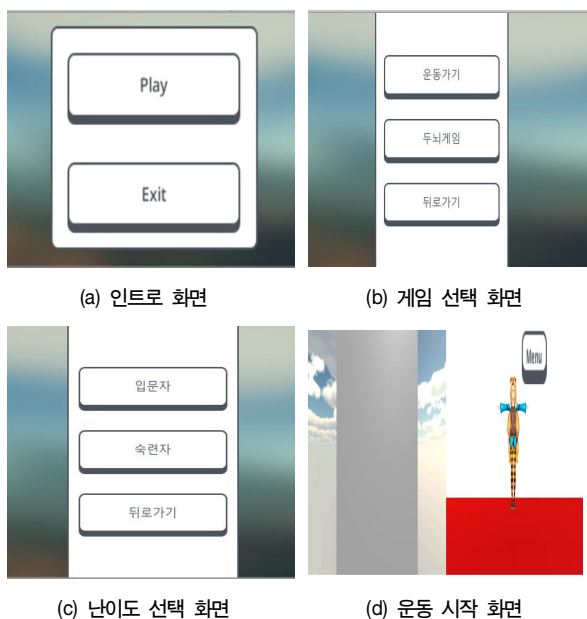 Play
Exit
(a) 인트로 화면
운동가기
두뇌게임
뒤로가기
(b) 게임 선택 화면
입문자
숙련자
뒤로가기
(c) 난이도 선택 화면
Menu
(d) 운동 시작 화면